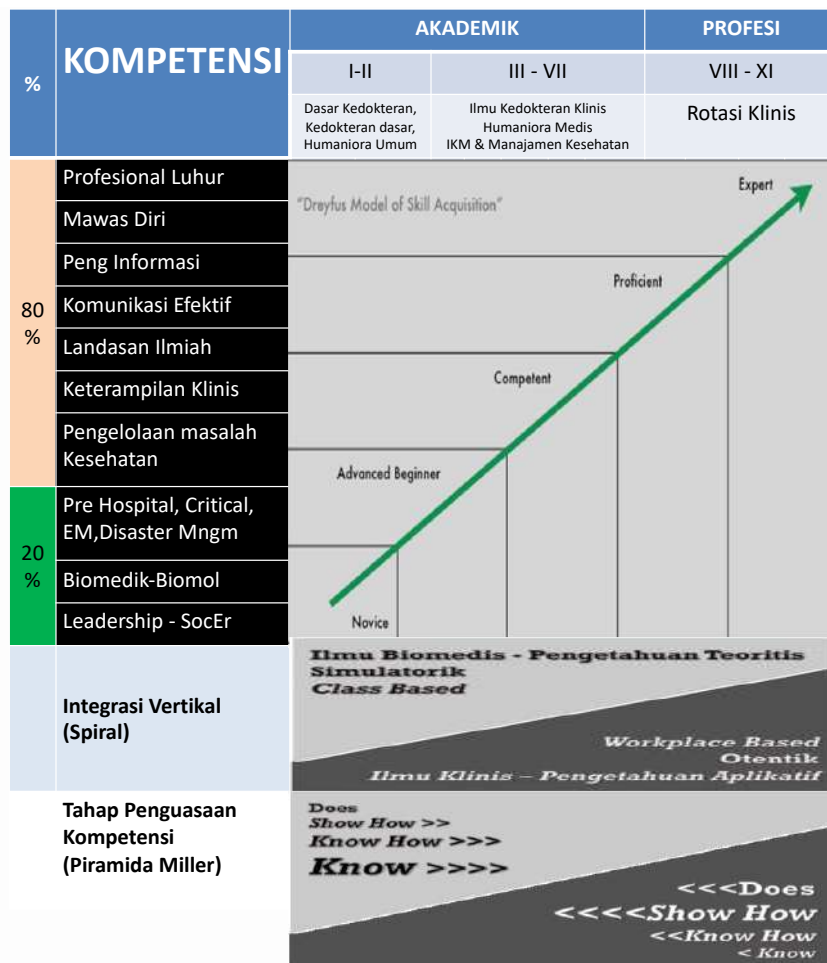 %
KOMPETENSI
AKADEMIK
PROFESI
I-II
III - VII
VIII - XI
Dasar Kedokteran,
Kedokteran dasar,
Humaniora Umum
Ilmu Kedokteran Klinis
Humaniora Medis
IKM & Manajamen Kesehatan
Rotasi Klinis
80
%
Profesional Luhur
Mawas Diri
Peng Informasi
Komunikasi Efektif
Landasan Ilmiah
Keterampilan Klinis
Pengelolaan masalah
Kesehatan
20
%
Pre Hospital, Critical,
EM,Disaster Mngm
Biomedik-Biomol
Leadership - SocEr
"Dreyfus Model of Skill Acquisition"
Expert
Proficient
Competent
Advanced Beginner
Novice
Integrasi Vertikal
(Spiral)
Ilmu Biomedis - Pengetahuan Teoritis
Simulatorik
Class Based
Workplace Based
Otentik
Ilmu Klinis – Pengetahuan Aplikatif
Tahap Penguasaan
Kompetensi
(Piramida Miller)
Does
Show How >>
Know How >>>
Know >>>>
<<<Does
<<<<Show How
<<Know How
< Know